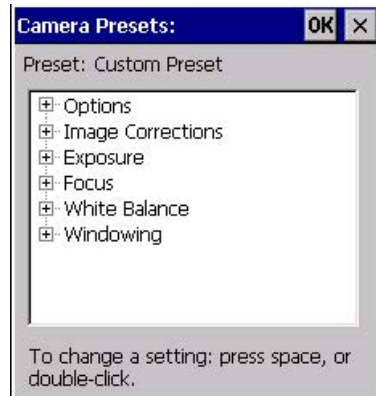 Camera Presets: OK ×
Preset: Custom Preset
Options
Image Corrections
Exposure
Focus
White Balance
Windowing
To change a setting: press space, or
double-click.